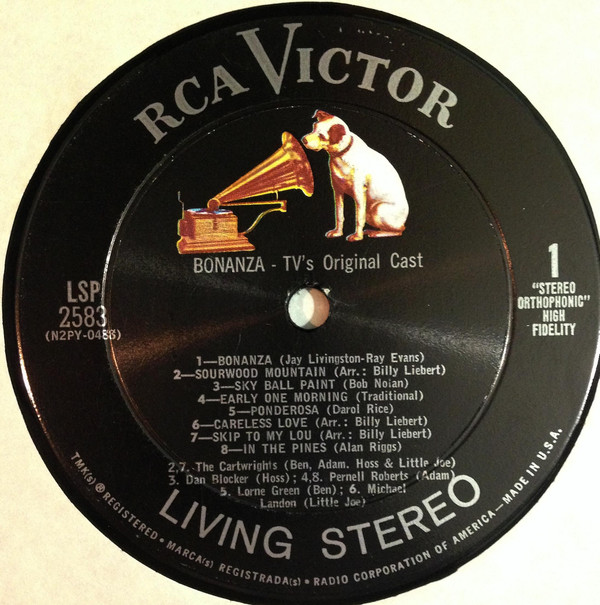 RCA VICTOR
BONANZA - TV's Original Cast
LSP
2583
(N2PY-0486)
1
"STEREO
ORTHOPHONIC"
HIGH
FIDELITY
1—BONANZA (Jay Livingston-Ray Evans)
2—SOURWOOD MOUNTAIN (Arr.: Billy Liebert)
3—SKY BALL PAINT (Bob Nolan)
4—EARLY ONE MORNING (Traditional)
5—PONDEROSA (Darol Rice)
6—CARELESS LOVE (Arr.: Billy Liebert)
7—SKIP TO MY LOU (Arr.: Billy Liebert)
8—IN THE PINES (Alan Riggs)
2,7. The Cartwrights (Ben, Adam. Hoss & Little Joe)
3. Dan Blocker (Hoss); 4,8. Pernell Roberts (Adam)
5. Lorne Green (Ben); 6. Michael
Landon (Little Joe)
LIVING STEREO
TMK(s) ® REGISTERED • MARCA(s) REGISTRADA(s) • RADIO CORPORATION OF AMERICA—MADE IN U.S.A.